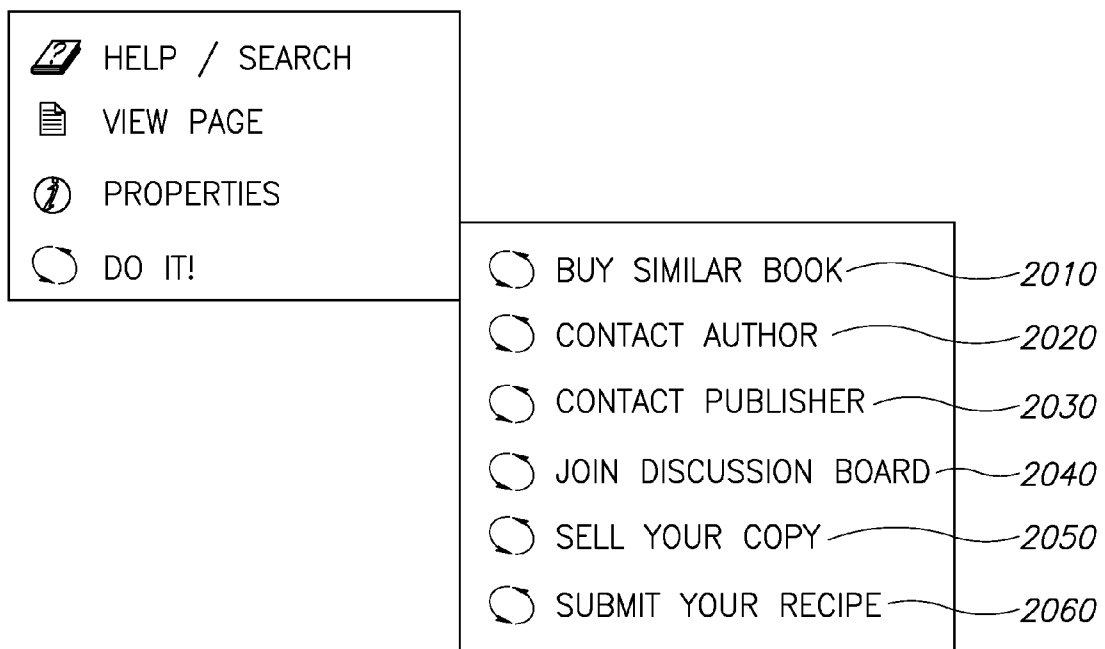 HELP / SEARCH
VIEW PAGE
PROPERTIES
DO IT!
BUY SIMILAR BOOK 2010
CONTACT AUTHOR 2020
CONTACT PUBLISHER 2030
JOIN DISCUSSION BOARD 2040
SELL YOUR COPY 2050
SUBMIT YOUR RECIPE 2060